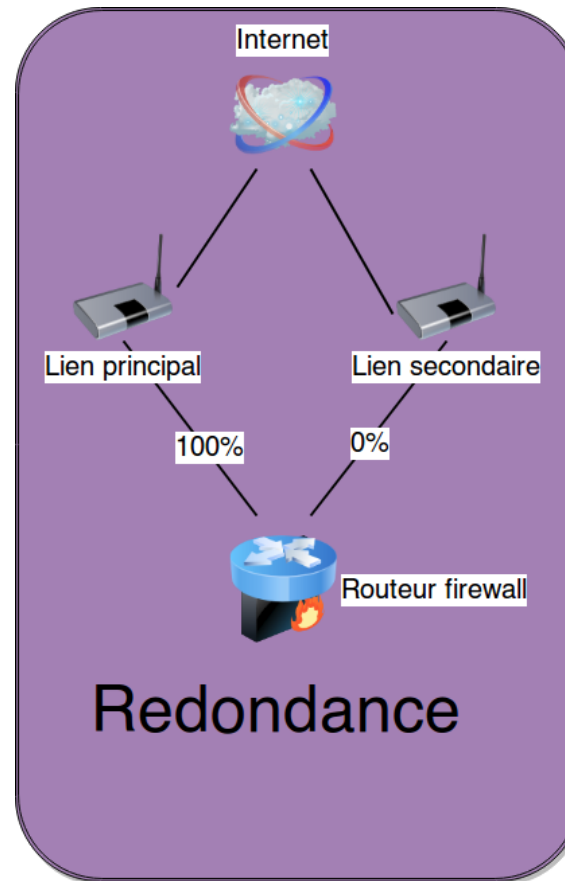 Internet
Lien principal
Lien secondaire
100%
0%
Routeur firewall
Redondance